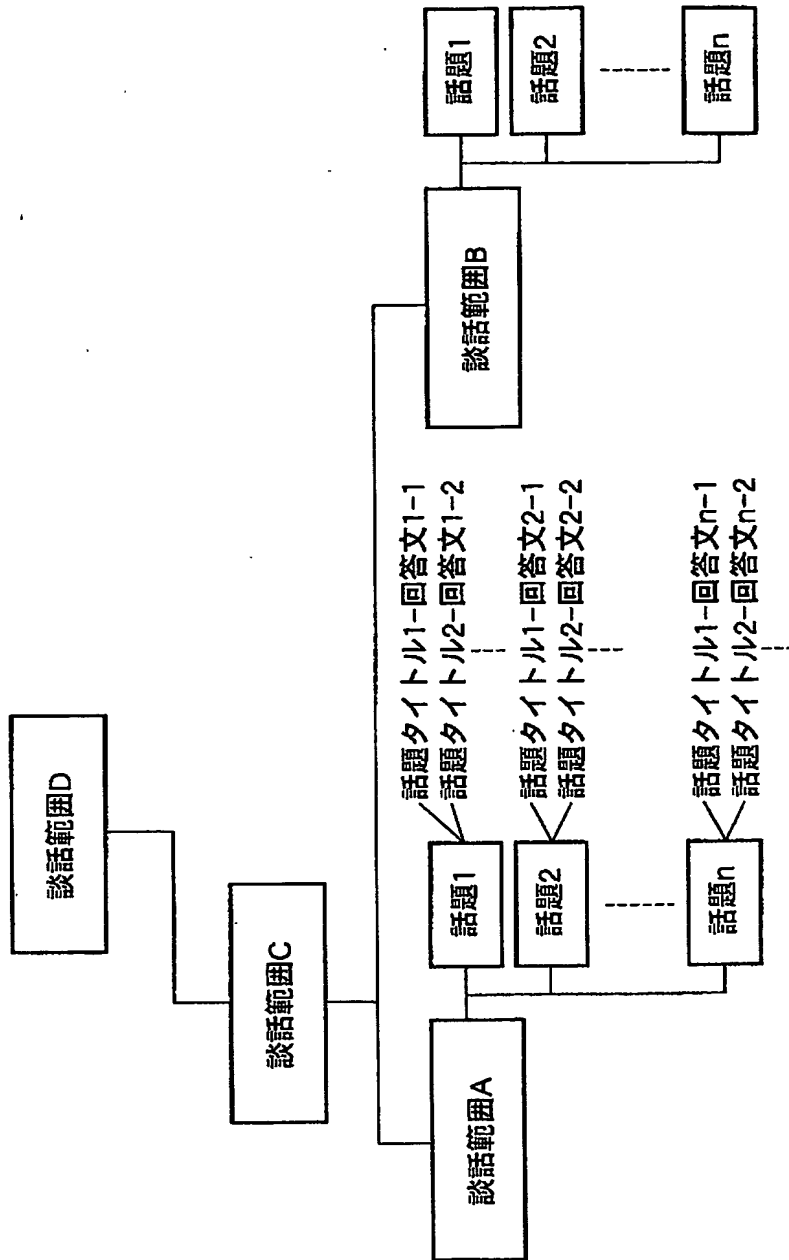 談話範囲D
談話範囲C
談話範囲A
話題1
話題タイトル1-回答文1-1
話題タイトル2-回答文1-2
話題2
話題タイトル1-回答文2-1
話題タイトル2-回答文2-2
話題n
話題タイトル1-回答文n-1
話題タイトル2-回答文n-2
談話範囲B
話題1
話題2
話題n